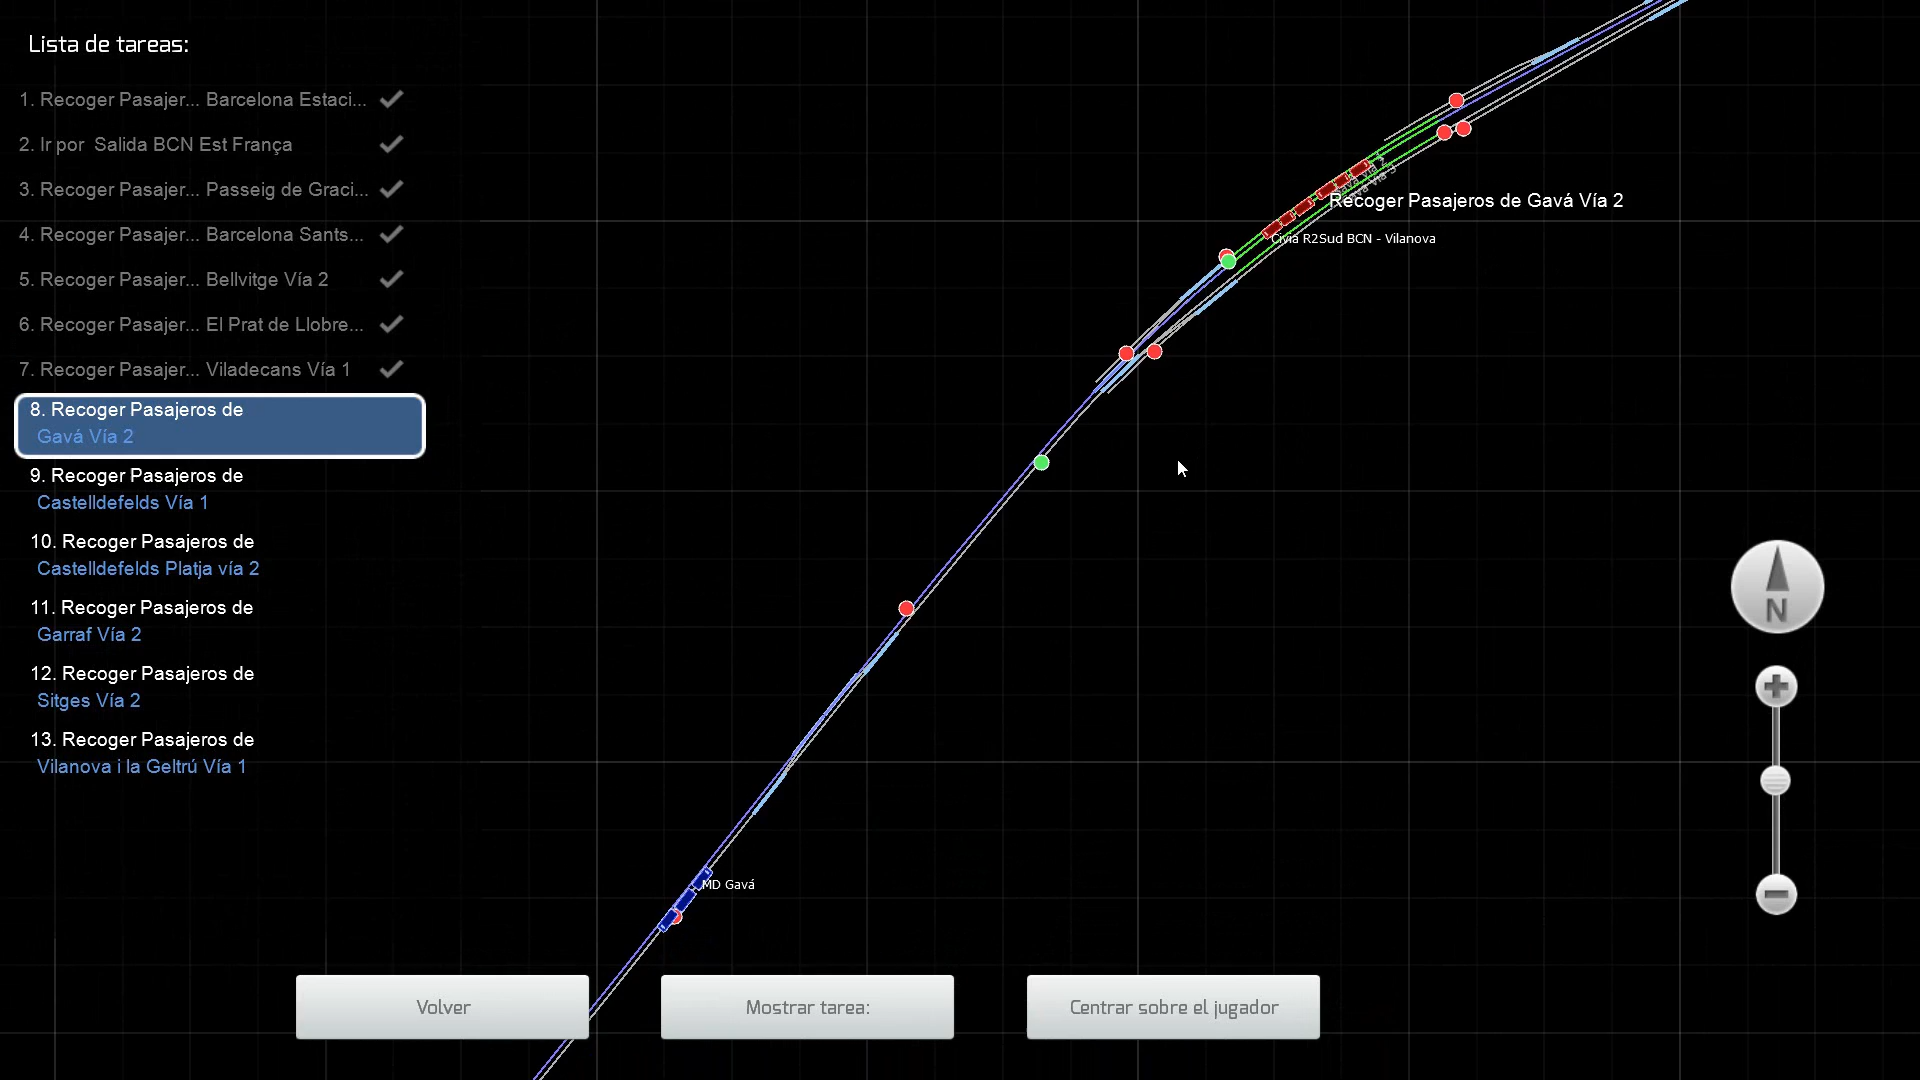 Lista de tareas:
1. Recoger Pasajer... Barcelona Estaci...
2. Ir por Salida BCN Est França
3. Recoger Pasajer... Passeig de Graci...
4. Recoger Pasajer... Barcelona Sants...
5. Recoger Pasajer... Bellvitge Vía 2
6. Recoger Pasajer... El Prat de Llobre...
7. Recoger Pasajer... Viladecans Vía 1
8. Recoger Pasajeros de
Gavá Vía 2
9. Recoger Pasajeros de
Castelldefelds Vía 1
10. Recoger Pasajeros de
Castelldefelds Platja vía 2
11. Recoger Pasajeros de
Garraf Vía 2
12. Recoger Pasajeros de
Sitges Vía 2
13. Recoger Pasajeros de
Vilanova i la Geltrú Vía 1
Recoger Pasajeros de Gavá Vía 2
Civia R2Sud BCN - Vilanova
MD Gavá
N
Volver
Mostrar tarea:
Centrar sobre el jugador